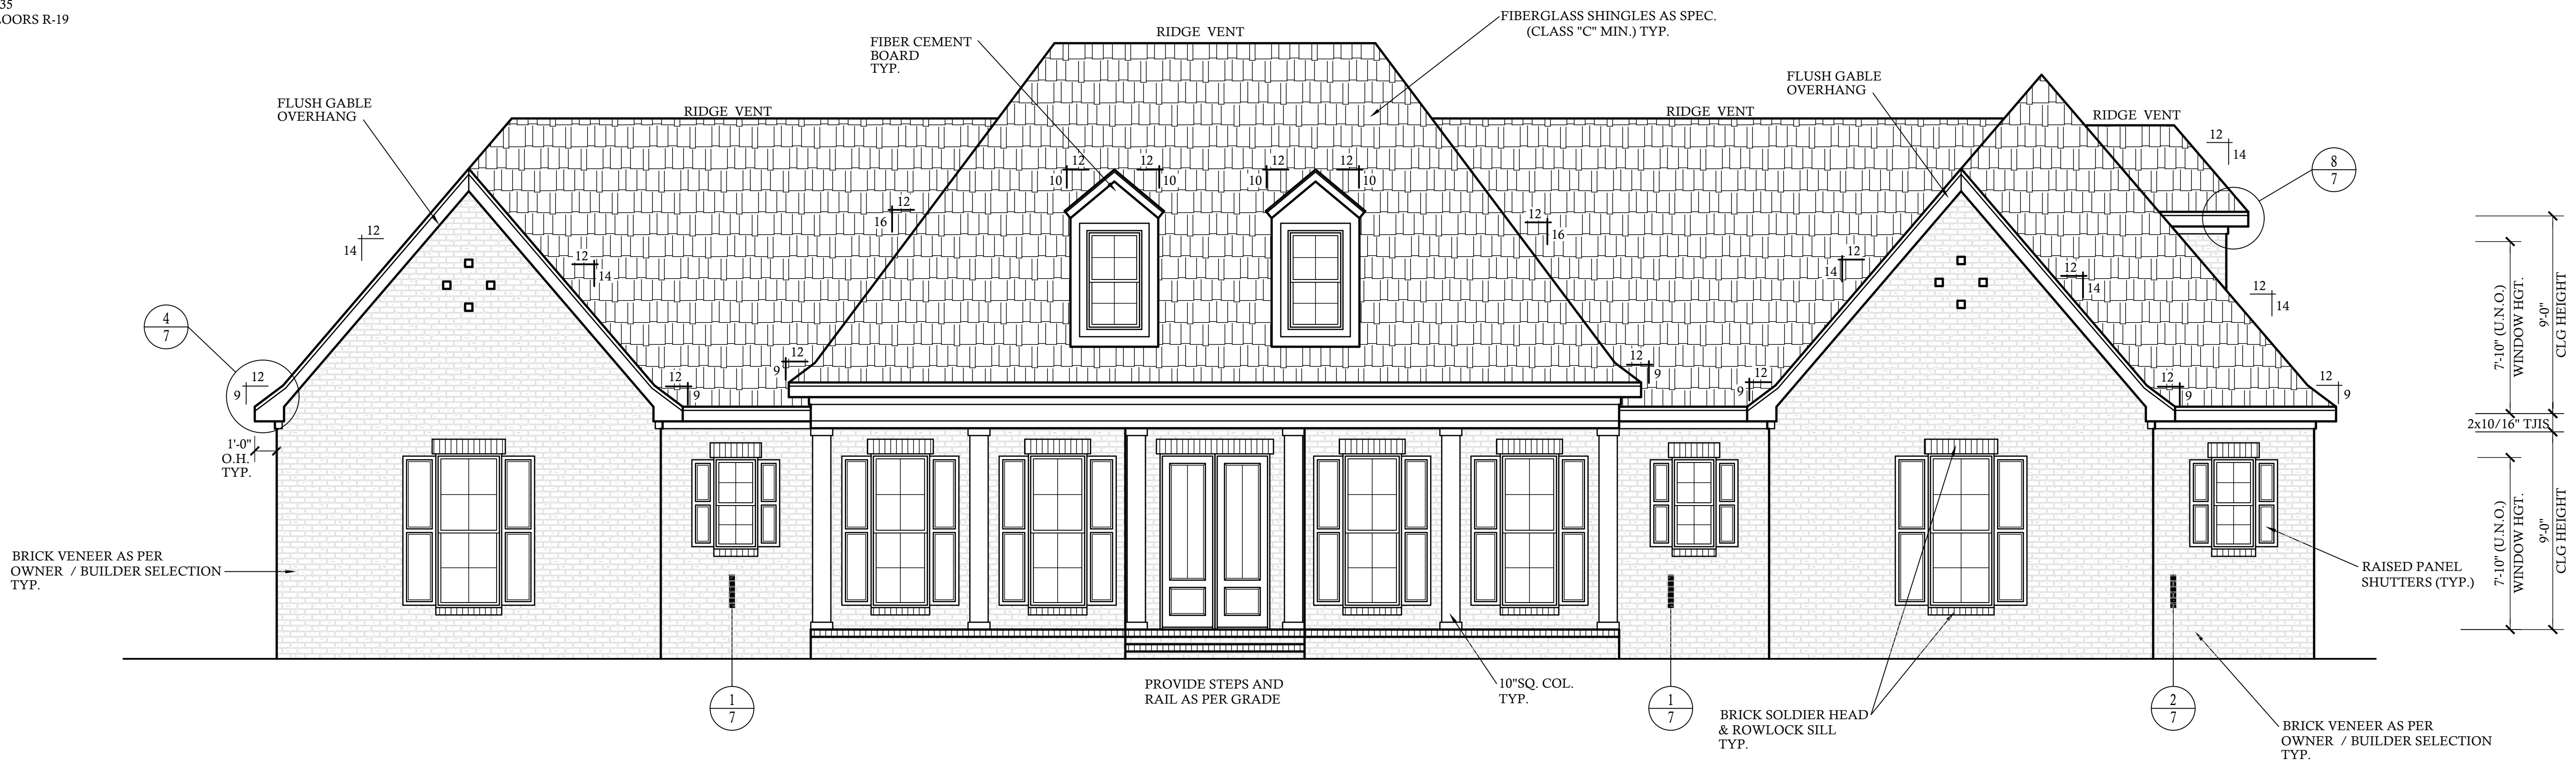 35
OORS R-19
FIBERGLASS SHINGLES AS SPEC.
(CLASS "C" MIN.) TYP.
RIDGE VENT
FIBER CEMENT
BOARD
TYP.
FLUSH GABLE
OVERHANG
RIDGE VENT
RIDGE VENT
FLUSH GABLE
OVERHANG
RIDGE VENT
12
14
8
7
12
10
12
10
12
10
12
10
12
16
12
16
12
14
12
14
12
14
12
14
12
14
4
7
12
9
12
9
12
9
12
9
12
9
12
9
12
9
1'-0"
O.H.
TYP.
7'-10" (U.N.O.)
WINDOW HGT.
9'-0"
CLG HEIGHT
2x10/16" TJIS
7'-10" (U.N.O.)
WINDOW HGT.
9'-0"
CLG HEIGHT
BRICK VENEER AS PER
OWNER / BUILDER SELECTION
TYP.
RAISED PANEL
SHUTTERS (TYP.)
1
7
PROVIDE STEPS AND
RAIL AS PER GRADE
10"SQ. COL.
TYP.
1
7
BRICK SOLDIER HEAD
& ROWLOCK SILL
TYP.
2
7
BRICK VENEER AS PER
OWNER / BUILDER SELECTION
TYP.